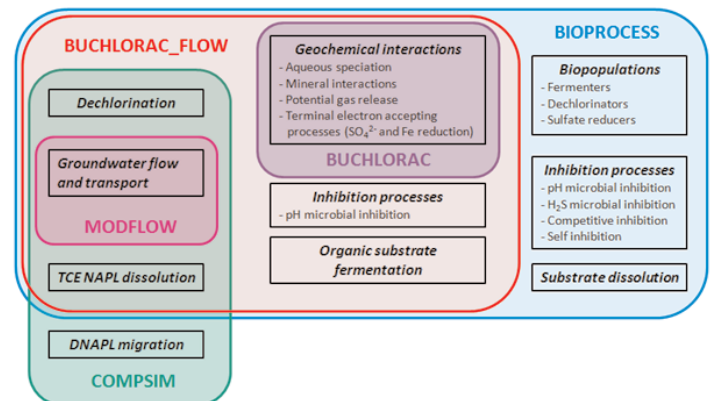 BUCHLORAC_FLOW
BIOPROCESS
Dechlorination
Groundwater flow
and transport
MODFLOW
TCE NAPL dissolution
DNAPL migration
COMPSIM
Geochemical interactions
- Aqueous speciation
- Mineral interactions
- Potential gas release
- Terminal electron accepting
processes (SO₄²⁻ and Fe reduction)
BUCHLORAC
Inhibition processes
- pH microbial inhibition
Organic substrate
fermentation
Biopopulations
- Fermenters
- Dechlorinators
- Sulfate reducers
Inhibition processes
- pH microbial inhibition
- H₂S microbial inhibition
- Competitive inhibition
- Self inhibition
Substrate dissolution